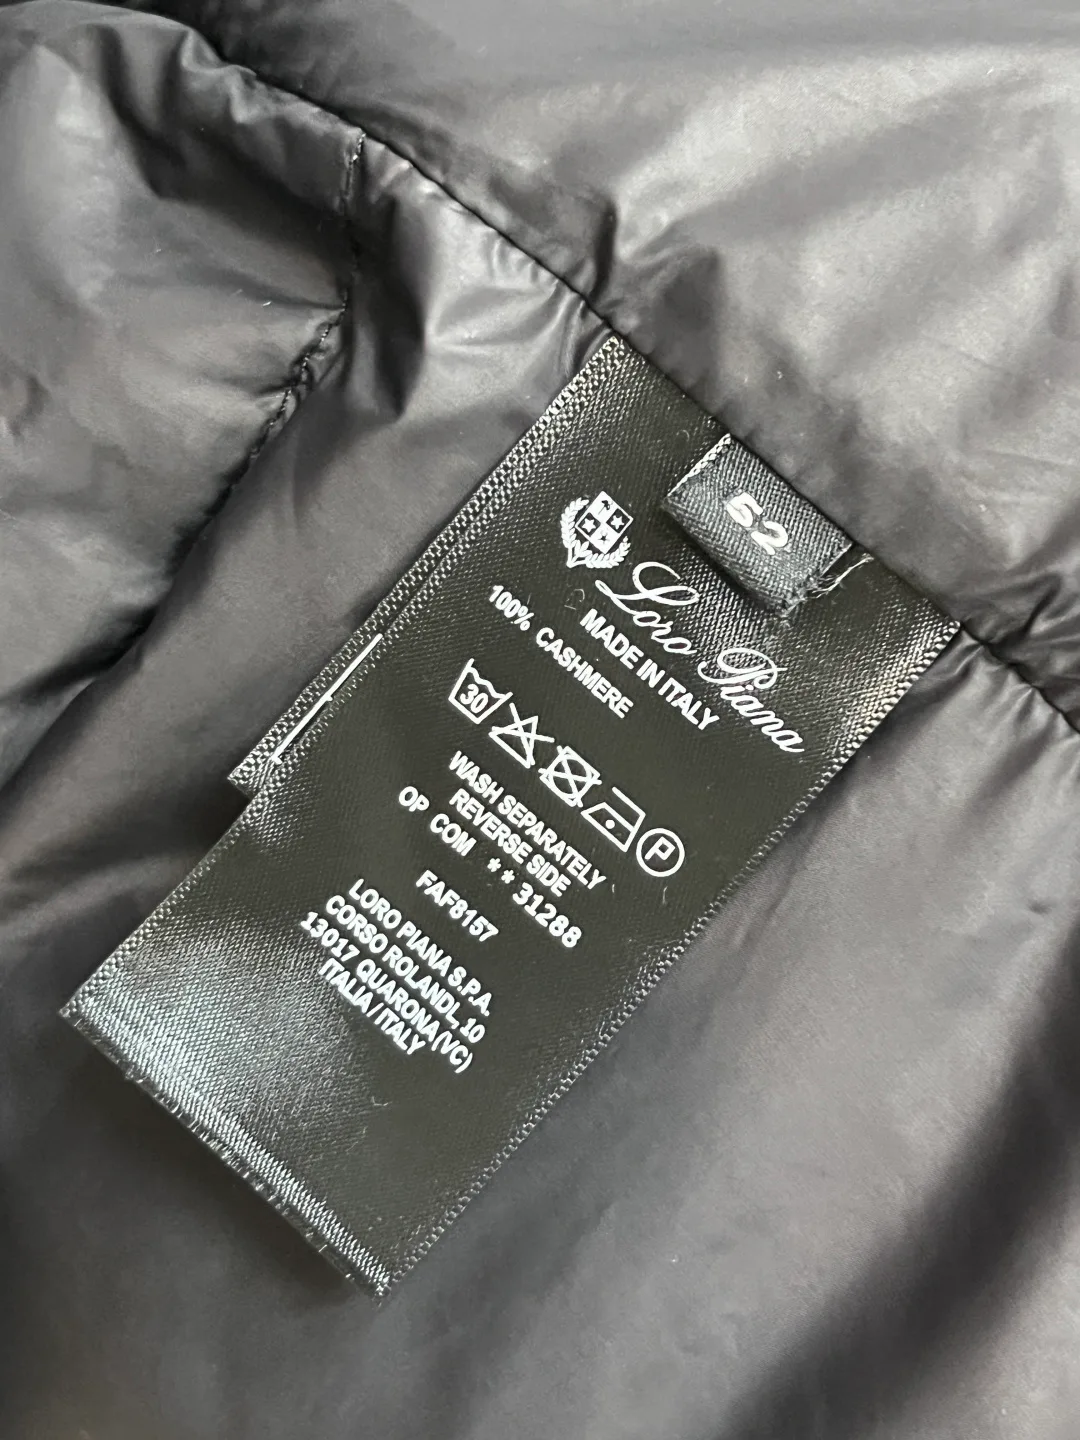 52
Loro Piana
MADE IN ITALY
100% CASHMERE
30
P
WASH SEPARATELY
REVERSE SIDE
OP COM ** 31288
FAF8157
LORO PIANA S.P.A.
CORSO ROLANDI, 10
13017 QUARONA (VC)
ITALIA / ITALY